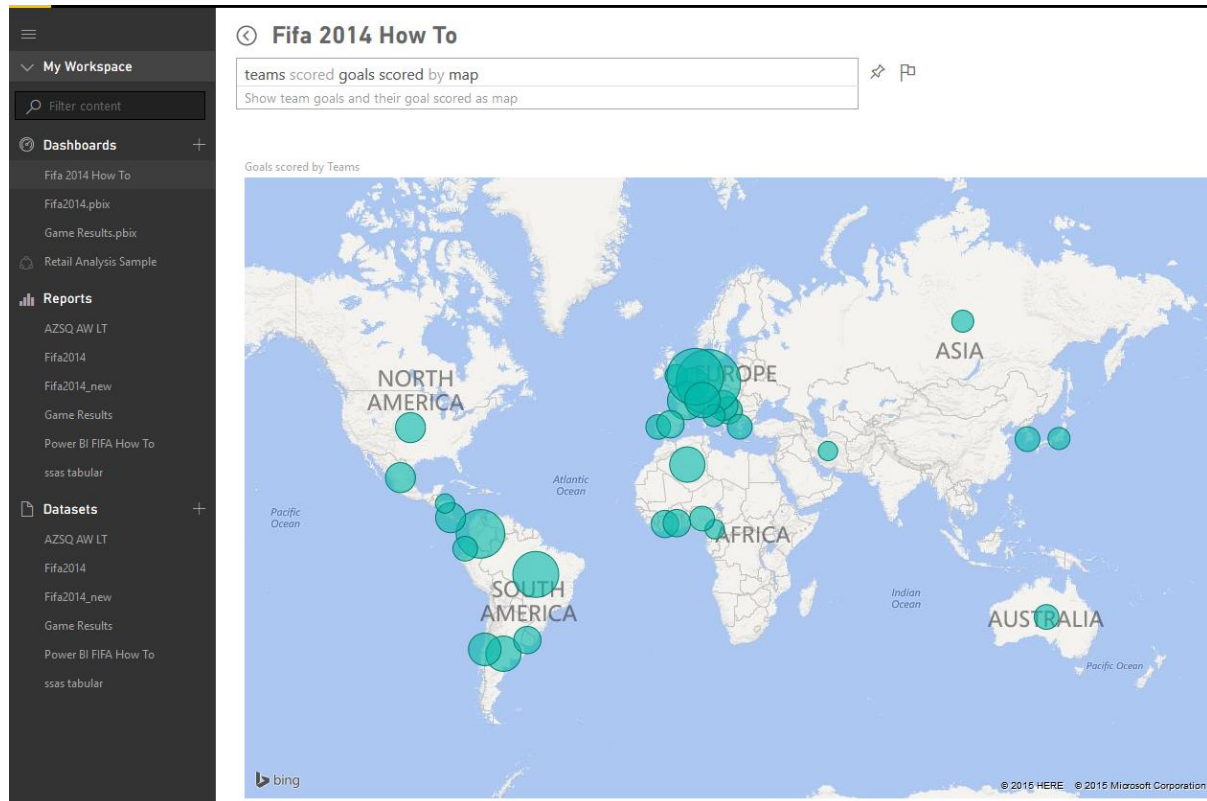 Fifa 2014 How To
My Workspace
teams scored goals scored by map
Show team goals and their goal scored as map
Filter content
Dashboards
Fifa 2014 How To
Fifa2014.pbix
Game Results.pbix
Retail Analysis Sample
Reports
AZSQ AW LT
Fifa2014
Fifa2014_new
Game Results
Power BI FIFA How To
ssas tabular
Datasets
AZSQ AW LT
Fifa2014
Fifa2014_new
Game Results
Power BI FIFA How To
ssas tabular
Goals scored by Teams
NORTH
AMERICA
EUROPE
ASIA
Atlantic
Ocean
Pacific
Ocean
AFRICA
SOUTH
AMERICA
Indian
Ocean
AUSTRALIA
Pacific Ocean
bing
© 2015 HERE © 2015 Microsoft Corporation